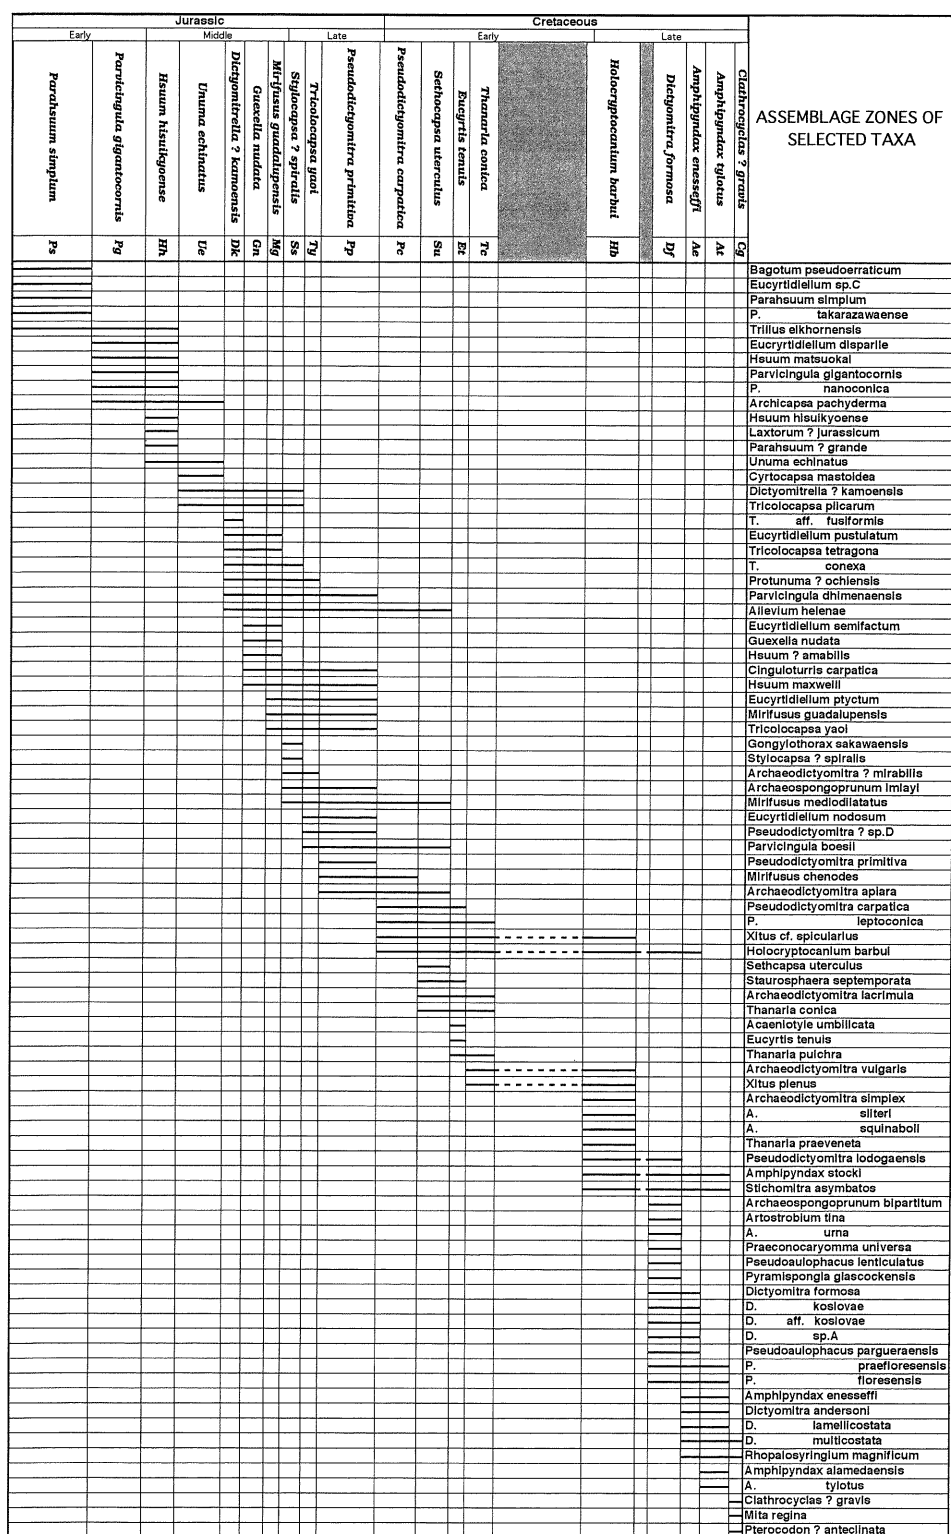 Jurassic Cretaceous
Early Middle Late Early Late
Parahsuum simplum
Parvicingula gigantocornis
Hsuum hisuikyoense
Unuma echinatus
Dictyomitrella ? kamoensis
Guexella nudata
Mirifusus guadalupensis
Stylocapsa ? spiralis
Tricolocapsa yaoi
Pseudodictyomitra primitiva
Pseudodictyomitra carpatica
Sethocapsa uterculus
Eucyrtis tenuis
Thanarla conica
Holocryptocanium barbui
Dictyomitra formosa
Amphipyndax enesseffi
Amphipyndax tylotus
Clathrocyclas ? gravis
ASSEMBLAGE ZONES OF
SELECTED TAXA
Ps Pg Hh Ue Dk Gn Mg Ss Ty Pp Pc Su Et Tc Hb Df Ae At Cg
Bagotum pseudoerraticum
Eucyrtidiellum sp.C
Parahsuum simplum
P. takarazawaense
Trillus elkhornensis
Eucryrtidiellum disparile
Hsuum matsuokai
Parvicingula gigantocornis
P. nanoconica
Archicapsa pachyderma
Hsuum hisuikyoense
Laxtorum ? jurassicum
Parahsuum ? grande
Unuma echinatus
Cyrtocapsa mastoidea
Dictyomitrella ? kamoensis
Tricolocapsa plicarum
T. aff. fusiformis
Eucyrtidiellum pustulatum
Tricolocapsa tetragona
T. conexa
Protunuma ? ochiensis
Parvicingula dhimenaensis
Alievium helenae
Eucyrtidiellum semifactum
Guexella nudata
Hsuum ? amabilis
Cinguloturris carpatica
Hsuum maxwelli
Eucyrtidiellum ptyctum
Mirifusus guadalupensis
Tricolocapsa yaoi
Gongylothorax sakawaensis
Stylocapsa ? spiralis
Archaeodictyomitra ? mirabilis
Archaeospongoprunum imlayi
Mirifusus mediodilatatus
Eucyrtidiellum nodosum
Pseudodictyomitra ? sp.D
Parvicingula boesii
Pseudodictyomitra primitiva
Mirifusus chenodes
Archaeodictyomitra apiara
Pseudodictyomitra carpatica
P. leptoconica
Xitus cf. spicularius
Holocryptocanium barbui
Sethcapsa uterculus
Staurosphaera septemporata
Archaeodictyomitra lacrimula
Thanarla conica
Acaeniotyle umbilicata
Eucyrtis tenuis
Thanarla pulchra
Archaeodictyomitra vulgaris
Xitus plenus
Archaeodictyomitra simplex
A. sliteri
A. squinaboli
Thanarla praeveneta
Pseudodictyomitra lodogaensis
Amphipyndax stocki
Stichomitra asymbatos
Archaeospongoprunum bipartitum
Artostrobium tina
A. urna
Praeconocaryomma universa
Pseudoaulophacus lenticulatus
Pyramispongia glascockensis
Dictyomitra formosa
D. koslovae
D. aff. koslovae
D. sp.A
Pseudoaulophacus pargueraensis
P. praefloresensis
P. floresensis
Amphipyndax enesseffi
Dictyomitra andersoni
D. lamellicostata
D. multicostata
Rhopalosyringium magnificum
Amphipyndax alamedaensis
A. tylotus
Clathrocyclas ? gravis
Mita regina
Pterocodon ? anteclinata